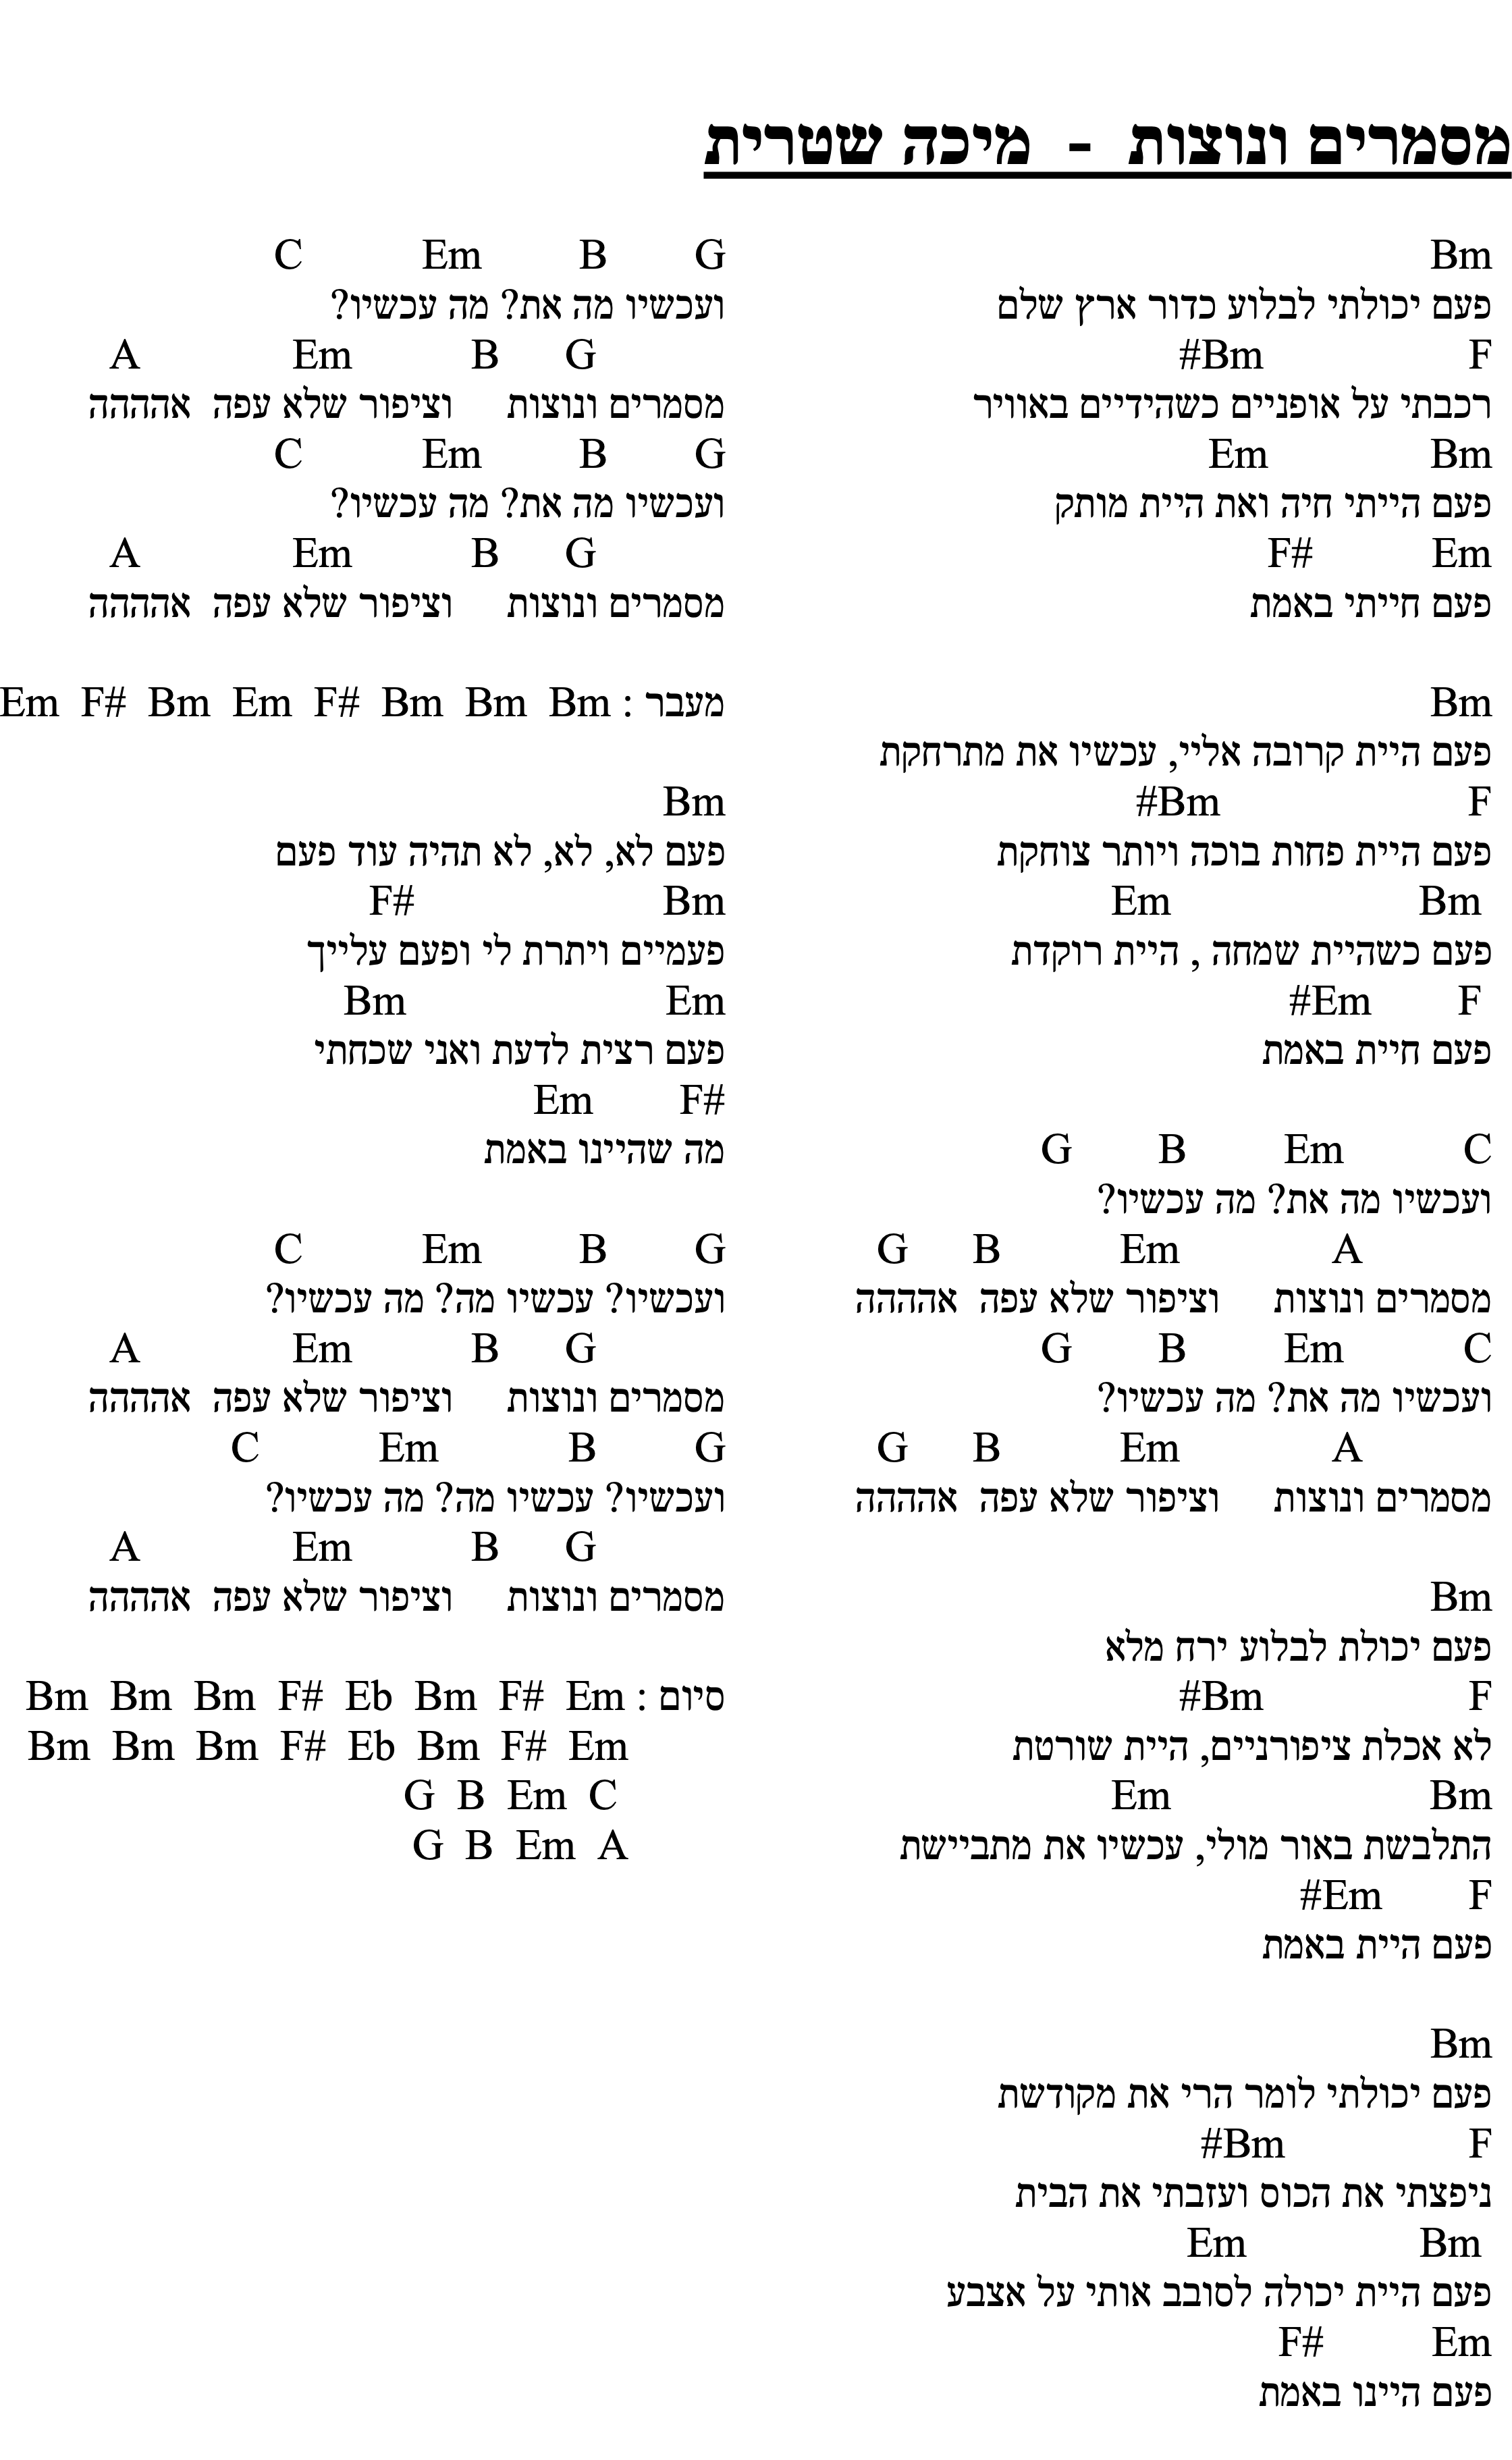 מסמרים ונוצות - מיכה שטרית
Bm
פעם יכולתי לבלוע כדור ארץ שלם
#Bm F
רכבתי על אופניים כשהידיים באוויר
Em Bm
פעם הייתי חיה ואת היית מותק
F# Em
פעם חייתי באמת
Bm
פעם היית קרובה אליי, עכשיו את מתרחקת
#Bm F
פעם היית פחות בוכה ויותר צוחקת
Em Bm
פעם כשהיית שמחה , היית רוקדת
#Em F
פעם חיית באמת
G B Em C
ועכשיו מה את? מה עכשיו?
G B Em A
מסמרים ונוצות וציפור שלא עפה אההההה
G B Em C
ועכשיו מה את? מה עכשיו?
G B Em A
מסמרים ונוצות וציפור שלא עפה אההההה
Bm
פעם יכולת לבלוע ירח מלא
#Bm F
לא אכלת ציפורניים, היית שורטת
Em Bm
התלבשת באור מולי, עכשיו את מתביישת
#Em F
פעם היית באמת
Bm
פעם יכולתי לומר הרי את מקודשת
#Bm F
ניפצתי את הכוס ועזבתי את הבית
Em Bm
פעם היית יכולה לסובב אותי על אצבע
F# Em
פעם היינו באמת
C Em B G
ועכשיו מה את? מה עכשיו?
A Em B G
מסמרים ונוצות וציפור שלא עפה אההההה
C Em B G
ועכשיו מה את? מה עכשיו?
A Em B G
מסמרים ונוצות וציפור שלא עפה אההההה
מעבר : Em F# Bm Em F# Bm Bm Bm
Bm
פעם לא, לא, לא תהיה עוד פעם
F# Bm
פעמיים ויתרת לי ופעם עלייך
Bm Em
פעם רצית לדעת ואני שכחתי
Em F#
מה שהיינו באמת
C Em B G
ועכשיו? עכשיו מה? מה עכשיו?
A Em B G
מסמרים ונוצות וציפור שלא עפה אההההה
C Em B G
ועכשיו? עכשיו מה? מה עכשיו?
A Em B G
מסמרים ונוצות וציפור שלא עפה אההההה
סיום : Bm Bm Bm F# Eb Bm F# Em
Bm Bm Bm F# Eb Bm F# Em
G B Em C
G B Em A